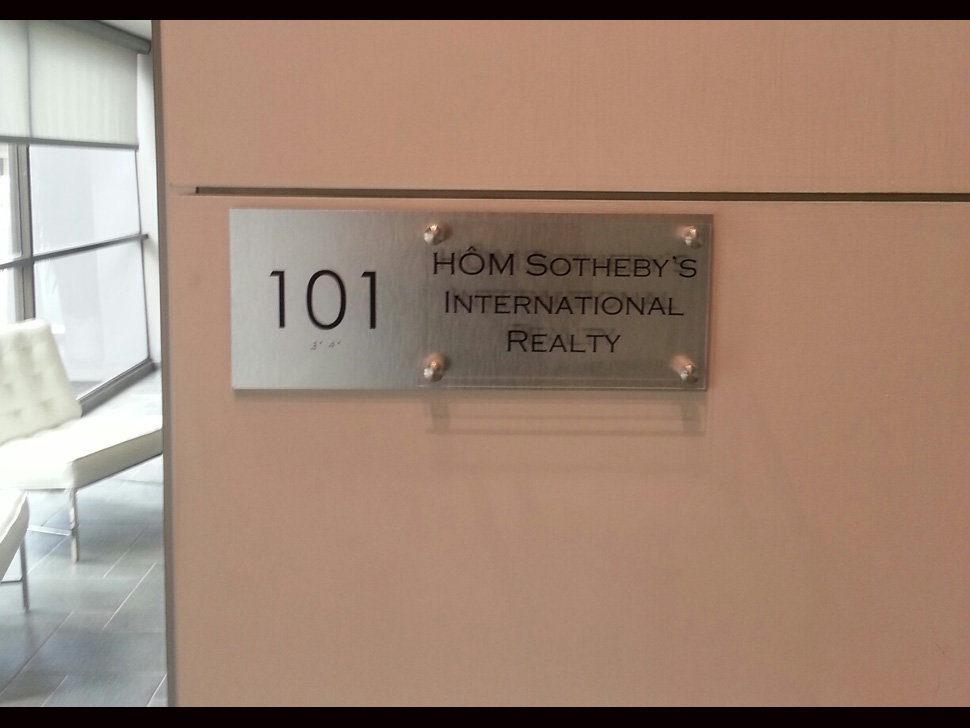 101
HÔM SOTHEBY'S
INTERNATIONAL
REALTY